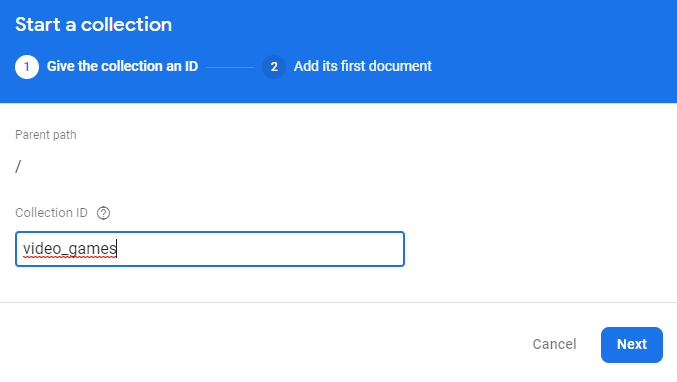 Start a collection
1 Give the collection an ID 2 Add its first document
Parent path
/
Collection ID ?
video_games
Cancel Next